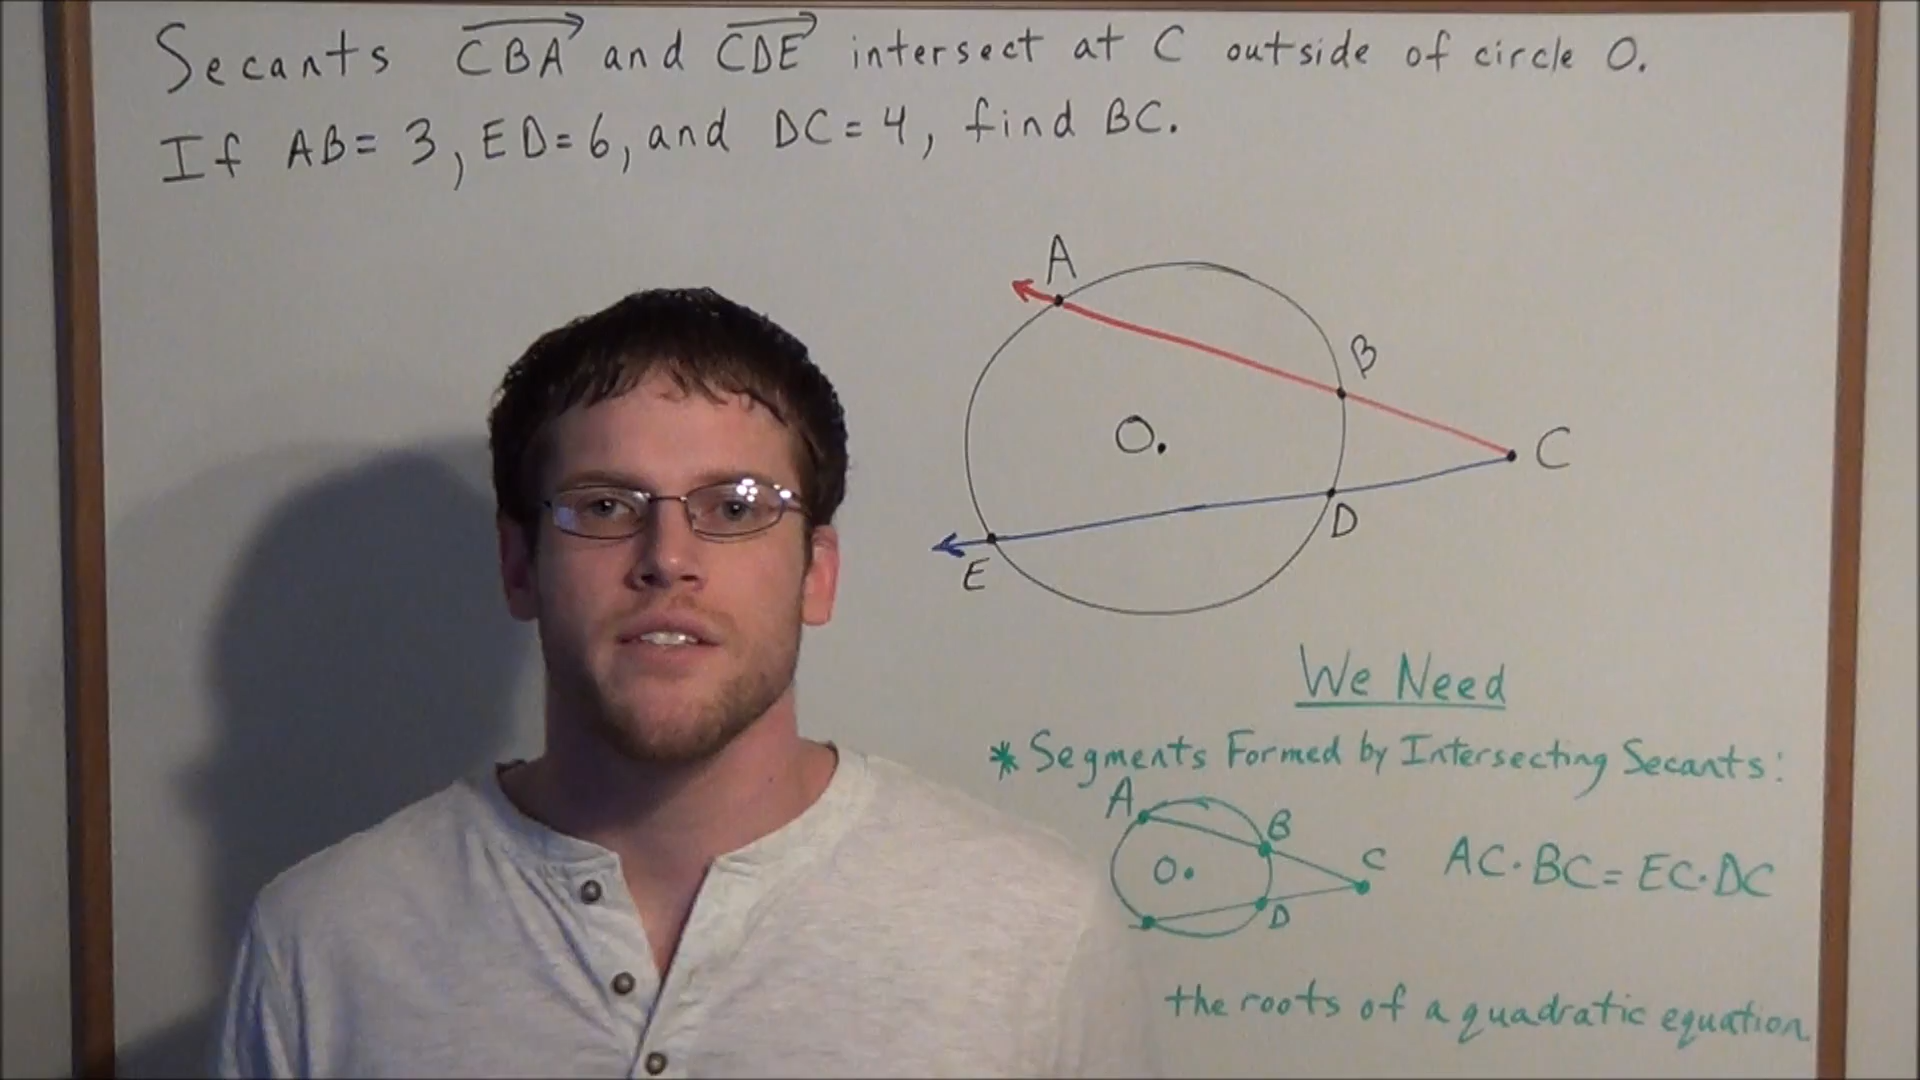 Secants CBA and CDE intersect at C outside of circle O.
If AB= 3, ED=6, and DC=4, find BC.
A
B
O.
C
D
E
We Need
* Segments Formed by Intersecting Secants:
A
B
C
O.
D
AC·BC=EC·DC
the roots of a quadratic equation